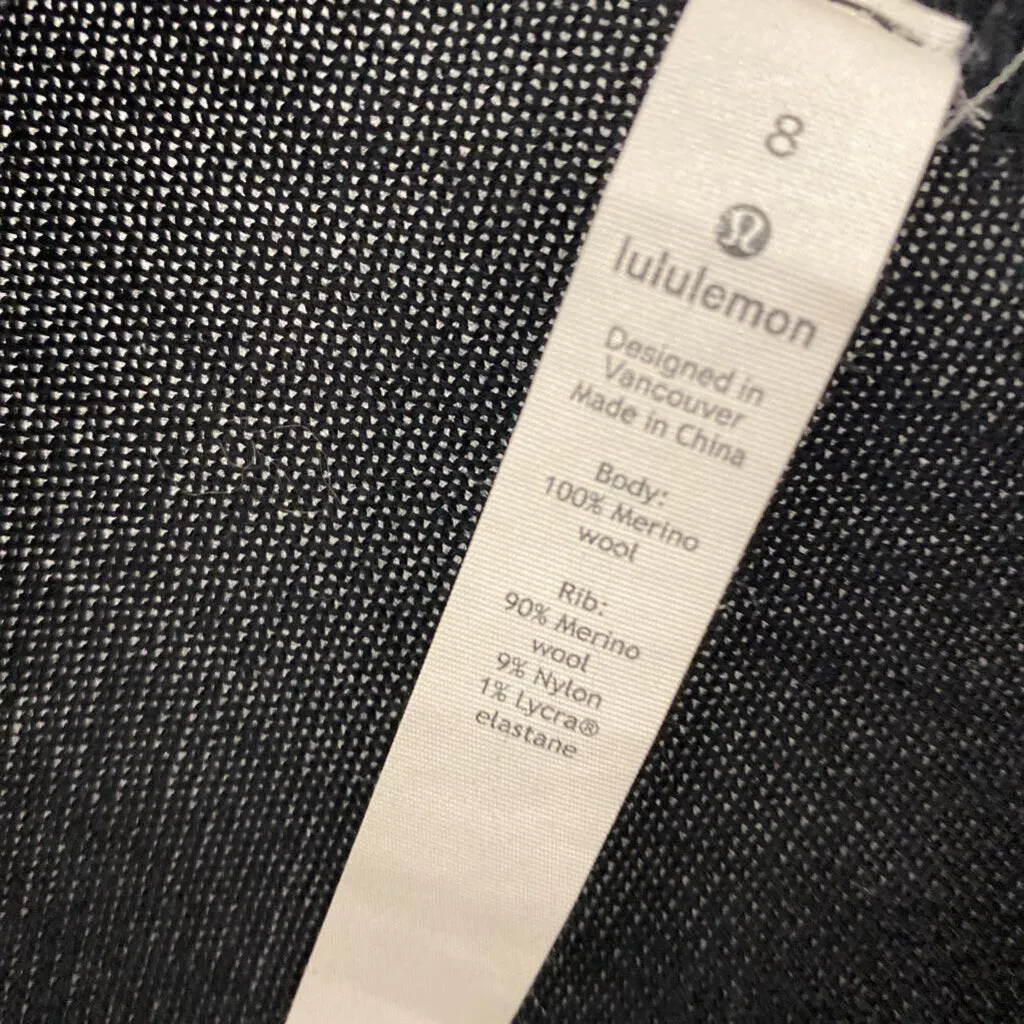 8
lululemon
Designed in
Vancouver
Made in China
Body:
100% Merino
wool
Rib:
90% Merino
wool
9% Nylon
1% Lycra®
elastane